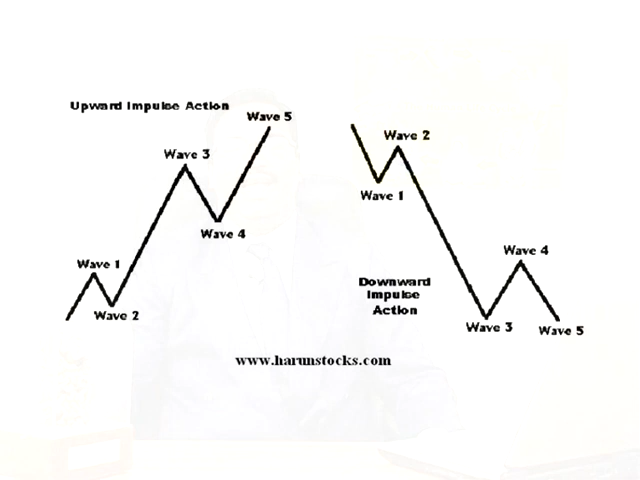 Upward Impulse Action
Wave 5
Wave 3
Wave 4
Wave 1
Wave 2
Wave 2
Wave 1
Wave 4
Downward
Impulse
Action
Wave 3
Wave 5
www.harunstocks.com